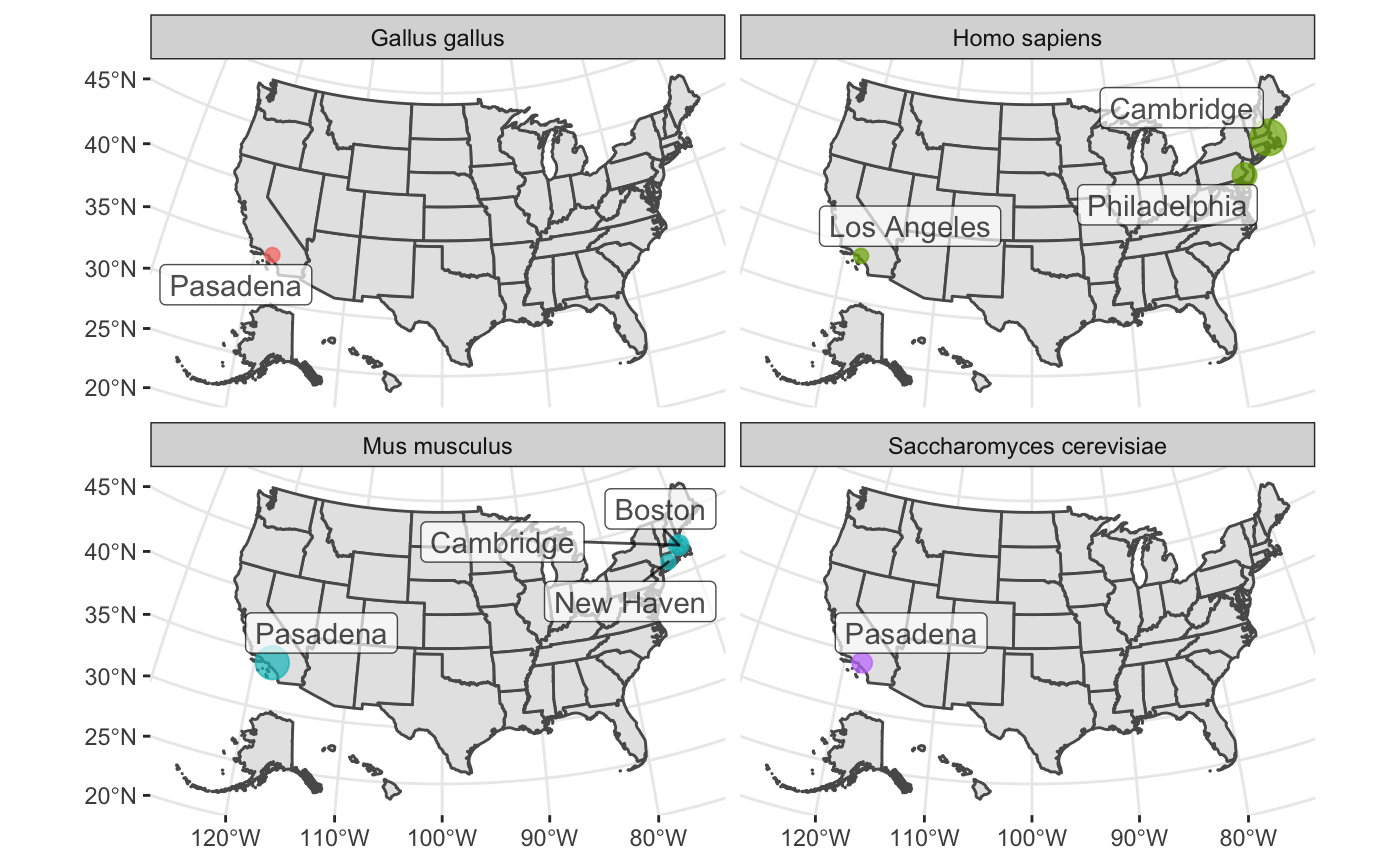 Gallus gallus
Homo sapiens
45°N
40°N
35°N
30°N
25°N
20°N
Pasadena
Cambridge
Philadelphia
Los Angeles
Mus musculus
Saccharomyces cerevisiae
45°N
40°N
35°N
30°N
25°N
20°N
Boston
Cambridge
New Haven
Pasadena
Pasadena
120°W
110°W
100°W
90°W
80°W
120°W
110°W
100°W
90°W
80°W